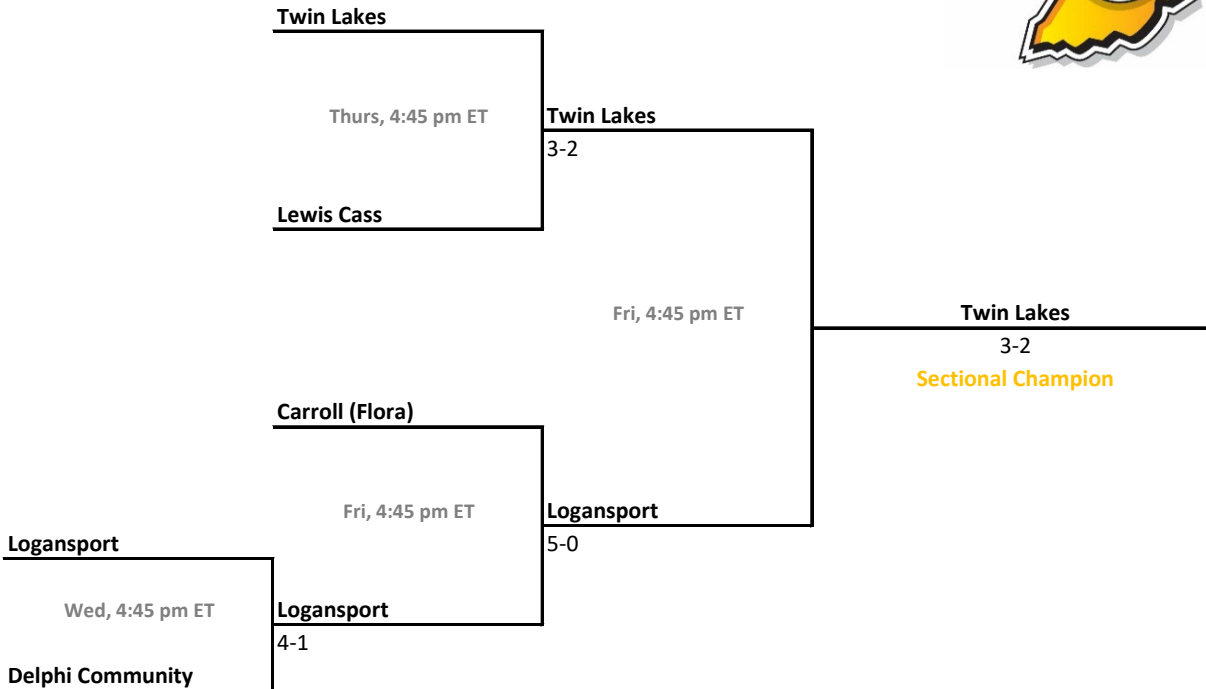 Twin Lakes
Thurs, 4:45 pm ET
Twin Lakes
3-2
Lewis Cass
Fri, 4:45 pm ET
Twin Lakes
3-2
Sectional Champion
Carroll (Flora)
Fri, 4:45 pm ET
Logansport
5-0
Logansport
Wed, 4:45 pm ET
Logansport
4-1
Delphi Community